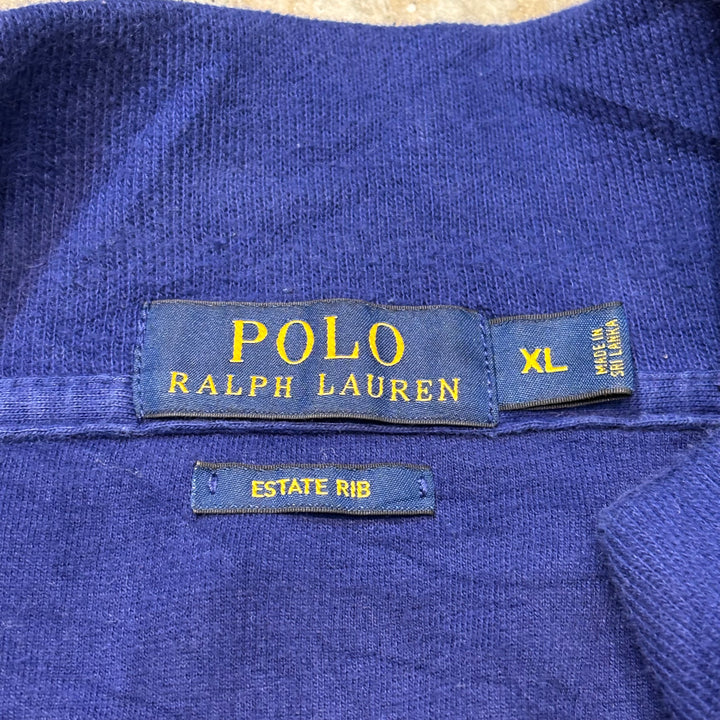 POLO
RALPH LAUREN
XL
MADE IN
SRI LANKA
ESTATE RIB